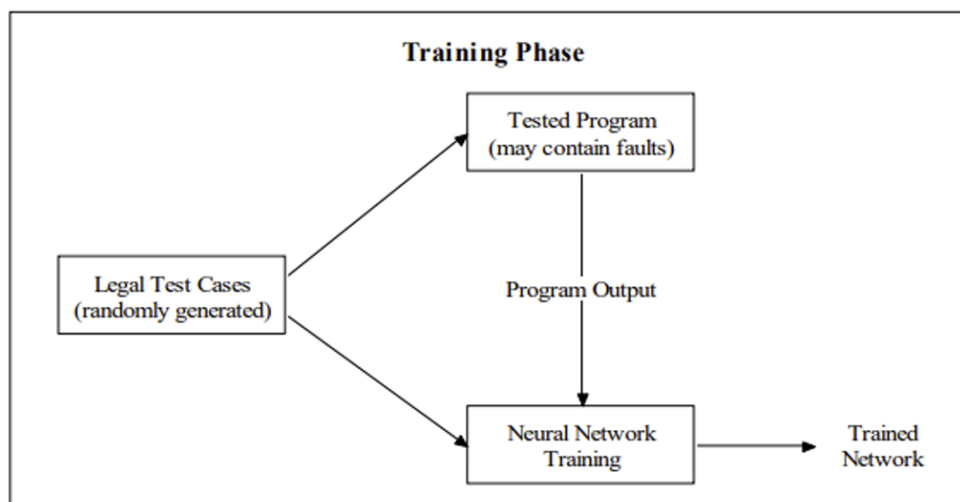 Training Phase
Tested Program
(may contain faults)
Legal Test Cases
(randomly generated)
Program Output
Neural Network
Training
Trained
Network